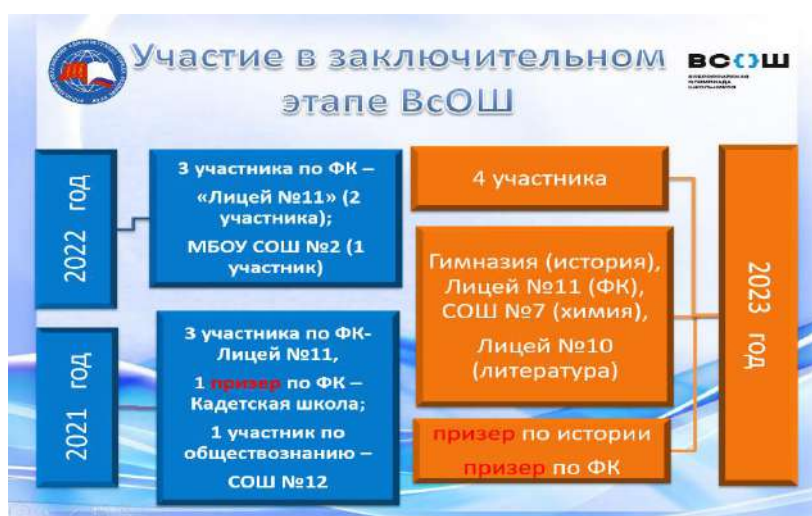 Участие в заключительном
этапе ВсОШ
ВСОШ
ВСЕРОССИЙСКАЯ
ОЛИМПИАДА
ШКОЛЬНИКОВ
2022 год
3 участника по ФК –
«Лицей №11» (2
участника);
МБОУ СОШ №2 (1
участник)
2021 год
3 участника по ФК-
Лицей №11,
1 призер по ФК –
Кадетская школа;
1 участник по
обществознанию –
СОШ №12
4 участника
Гимназия (история),
Лицей №11 (ФК),
СОШ №7 (химия),
Лицей №10
(литература)
призер по истории
призер по ФК
2023 год